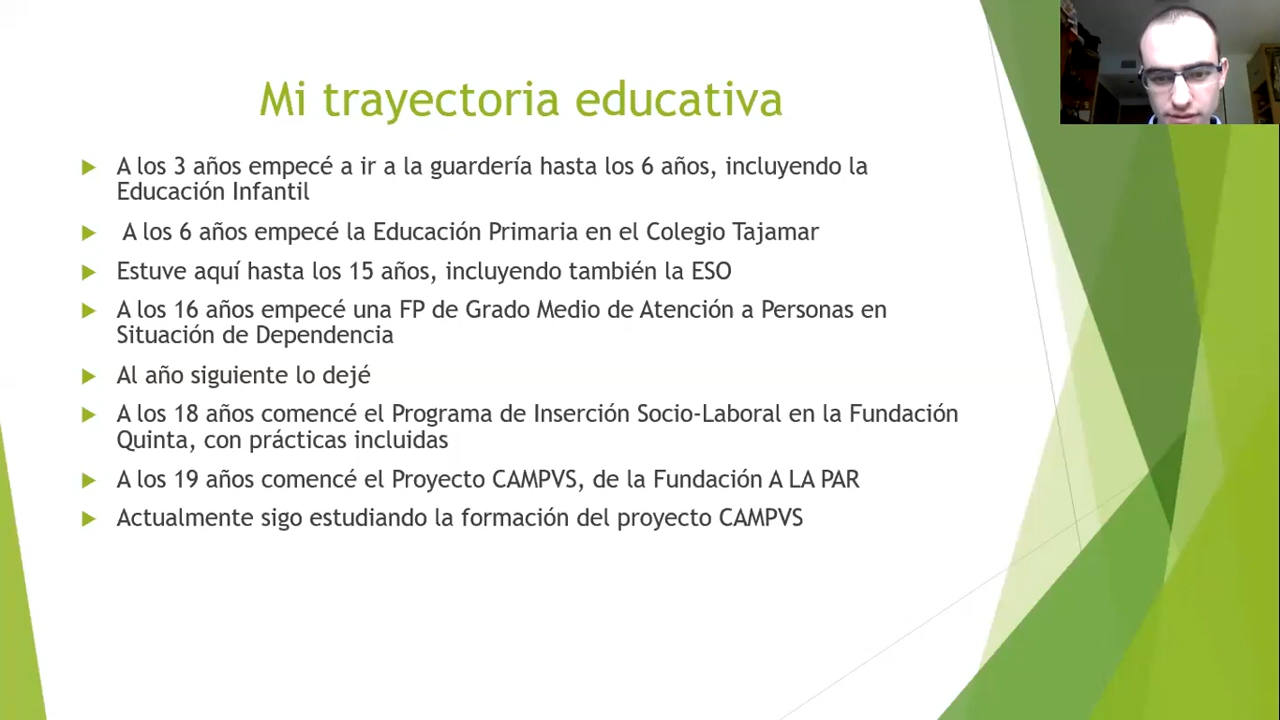 Mi trayectoria educativa
A los 3 años empecé a ir a la guardería hasta los 6 años, incluyendo la
Educación Infantil
A los 6 años empecé la Educación Primaria en el Colegio Tajamar
Estuve aquí hasta los 15 años, incluyendo también la ESO
A los 16 años empecé una FP de Grado Medio de Atención a Personas en
Situación de Dependencia
Al año siguiente lo dejé
A los 18 años comencé el Programa de Inserción Socio-Laboral en la Fundación
Quinta, con prácticas incluidas
A los 19 años comencé el Proyecto CAMPVS, de la Fundación A LA PAR
Actualmente sigo estudiando la formación del proyecto CAMPVS